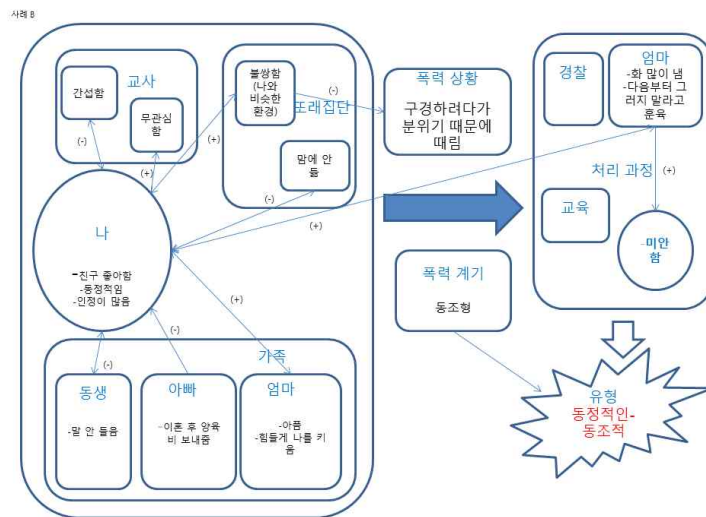 사례 B
교사
간섭함
무관심
함
(-)
(+)
불쌍함
(나와
비슷한
환경)
또래집단
맘에 안
듦
(+)
(-)
(-)
폭력 상황
구경하려다가
분위기 때문에
때림
경찰
엄마
-화 많이 냄
-다음부터 그
러지 말라고
훈육
처리 과정
(+)
(+)
교육
-미안
함
나
-친구 좋아함
-동정적임
-인정이 많음
(+)
(-)
(-)
폭력 계기
동조형
가족
동생
-말 안 들음
아빠
-이혼 후 양육
비 보내줌
엄마
-아픔
-힘들게 나를 키
움
유형
동정적인-
동조적